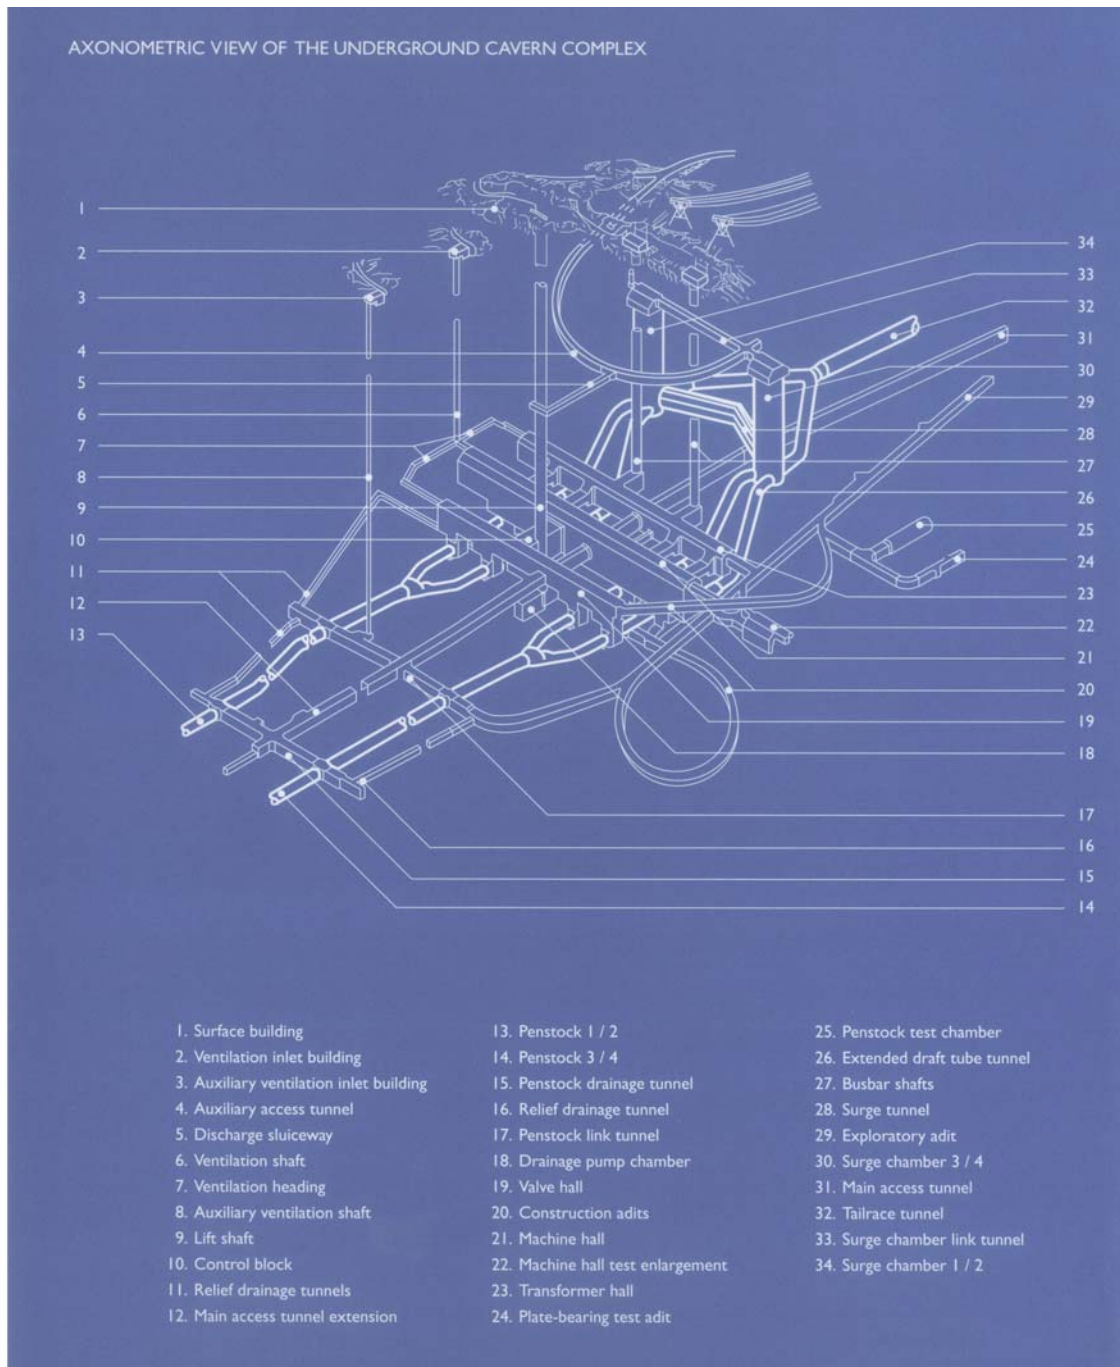 AXONOMETRIC VIEW OF THE UNDERGROUND CAVERN COMPLEX
1
2
3
4
5
6
7
8
9
10
11
12
13
34
33
32
31
30
29
28
27
26
25
24
23
22
21
20
19
18
17
16
15
14
1. Surface building
2. Ventilation inlet building
3. Auxiliary ventilation inlet building
4. Auxiliary access tunnel
5. Discharge sluiceway
6. Ventilation shaft
7. Ventilation heading
8. Auxiliary ventilation shaft
9. Lift shaft
10. Control block
11. Relief drainage tunnels
12. Main access tunnel extension
13. Penstock 1 / 2
14. Penstock 3 / 4
15. Penstock drainage tunnel
16. Relief drainage tunnel
17. Penstock link tunnel
18. Drainage pump chamber
19. Valve hall
20. Construction adits
21. Machine hall
22. Machine hall test enlargement
23. Transformer hall
24. Plate-bearing test adit
25. Penstock test chamber
26. Extended draft tube tunnel
27. Busbar shafts
28. Surge tunnel
29. Exploratory adit
30. Surge chamber 3 / 4
31. Main access tunnel
32. Tailrace tunnel
33. Surge chamber link tunnel
34. Surge chamber 1 / 2